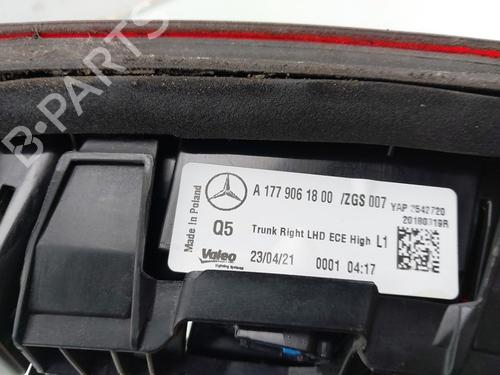 B-PARTS
Made in Poland
A 177 906 18 00 /ZGS 007
YAP 2542720
20180319R
Q5
Trunk Right LHD ECE High L1
Valeo
23/04/21 0001 04:17